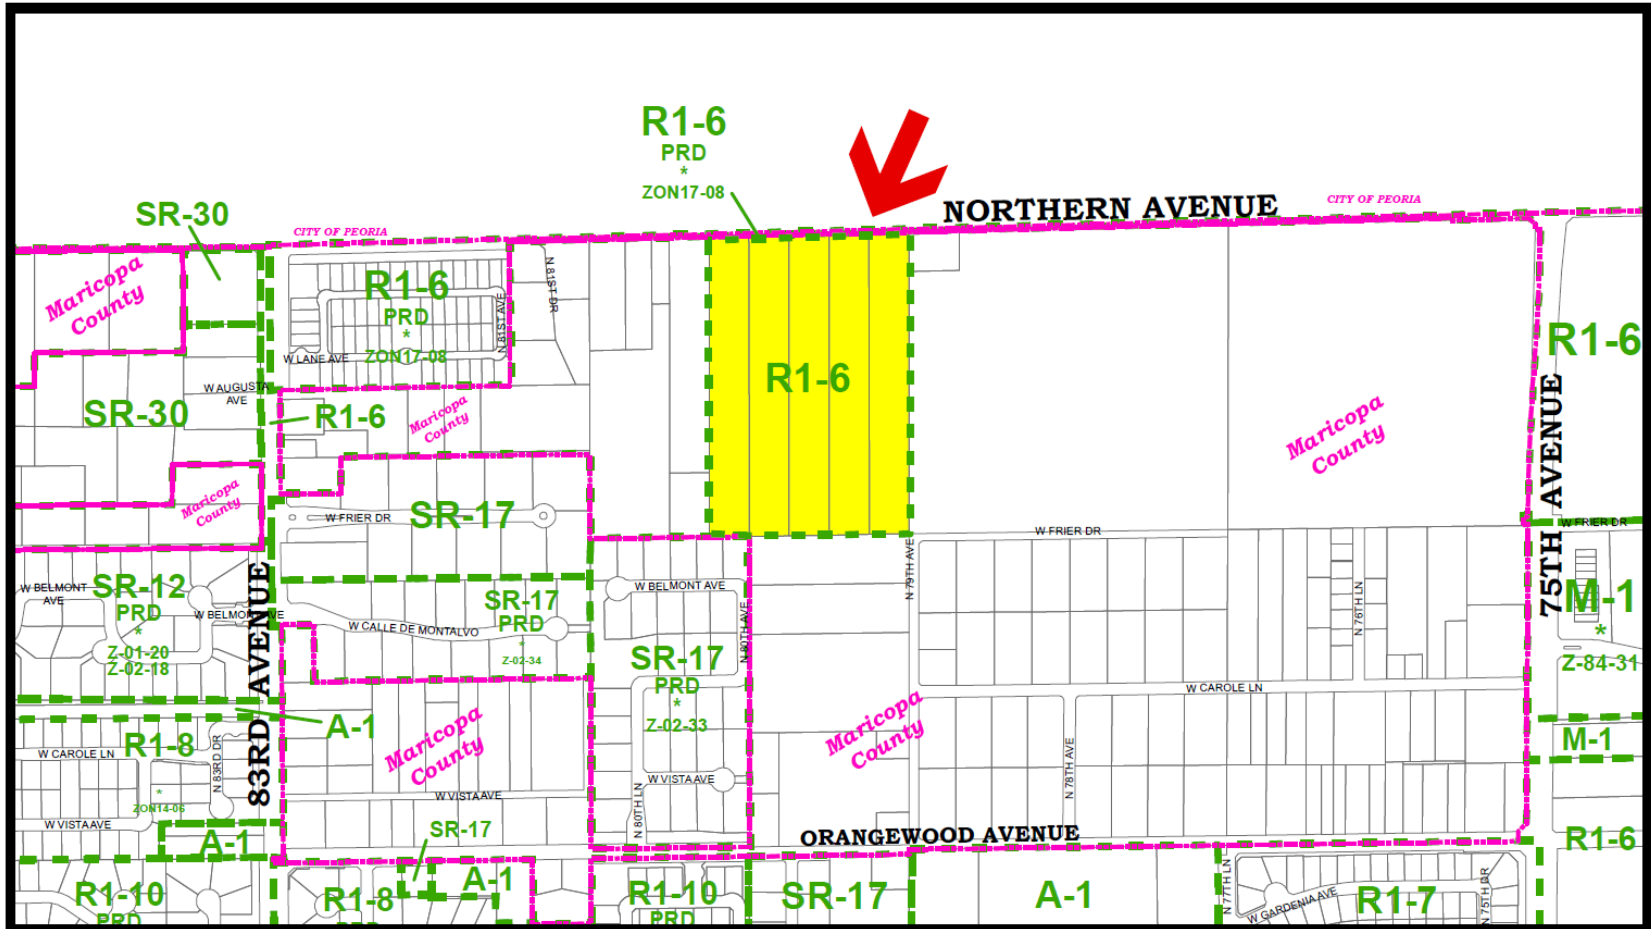 R1-6
PRD
*
ZON17-08
NORTHERN AVENUE
CITY OF PEORIA
SR-30
CITY OF PEORIA
Maricopa
County
R1-6
PRD
*
ZON17-08
N 81ST AVE
N 81ST DR
W LANE AVE
R1-6
R1-6
W AUGUSTA
AVE
SR-30
R1-6
Maricopa
County
Maricopa
County
75TH AVENUE
Maricopa
County
W FRIER DR
SR-17
W FRIER DR
W FRIER DR
N 79TH AVE
W BELMONT
AVE
SR-12
PRD
*
Z-01-20
Z-02-18
W BELMONT AVE
83RD AVENUE
SR-17
PRD
*
Z-02-34
W CALLE DE MONTALVO
W BELMONT AVE
N 80TH AVE
SR-17
PRD
*
Z-02-33
N 76TH LN
M-1
*
Z-84-31
W CAROLE LN
A-1
R1-8
W CAROLE LN
N 83RD DR
Maricopa
County
Maricopa
County
M-1
N 78TH AVE
W VISTA AVE
W VISTA AVE
N 80TH LN
*
ZON14-06
W VISTA AVE
A-1
SR-17
ORANGEWOOD AVENUE
R1-6
R1-10
PRD
R1-8
PRD
A-1
R1-10
PRD
SR-17
A-1
N 77TH LN
W GARDENIA AVE
R1-7
N 75TH DR